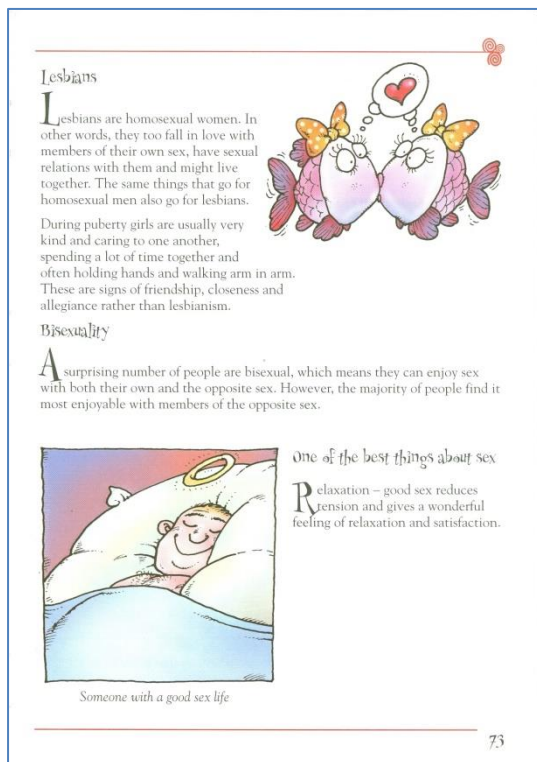 Lesbians
Lesbians are homosexual women. In
other words, they too fall in love with
members of their own sex, have sexual
relations with them and might live
together. The same things that go for
homosexual men also go for lesbians.
During puberty girls are usually very
kind and caring to one another,
spending a lot of time together and
often holding hands and walking arm in arm.
These are signs of friendship, closeness and
allegiance rather than lesbianism.
Bisexuality
A surprising number of people are bisexual, which means they can enjoy sex
with both their own and the opposite sex. However, the majority of people find it
most enjoyable with members of the opposite sex.
One of the best things about sex
Relaxation – good sex reduces
tension and gives a wonderful
feeling of relaxation and satisfaction.
Someone with a good sex life
73